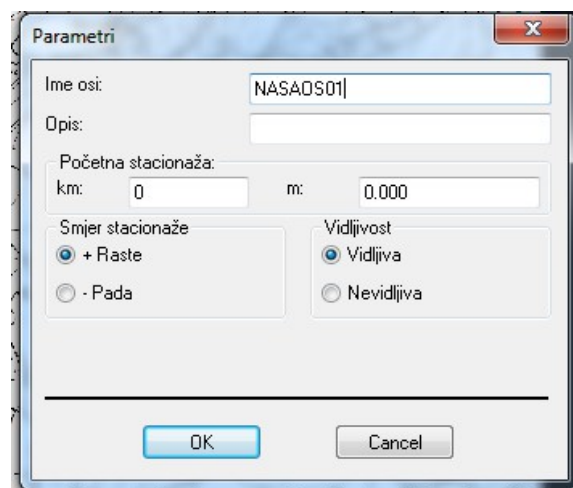 Parametri
Ime osi: NASAOS01
Opis:
Početna stacionaža:
km: 0 m: 0.000
Smjer stacionaže
+ Raste
- Pada
Vidljivost
Vidljiva
Nevidljiva
OK Cancel